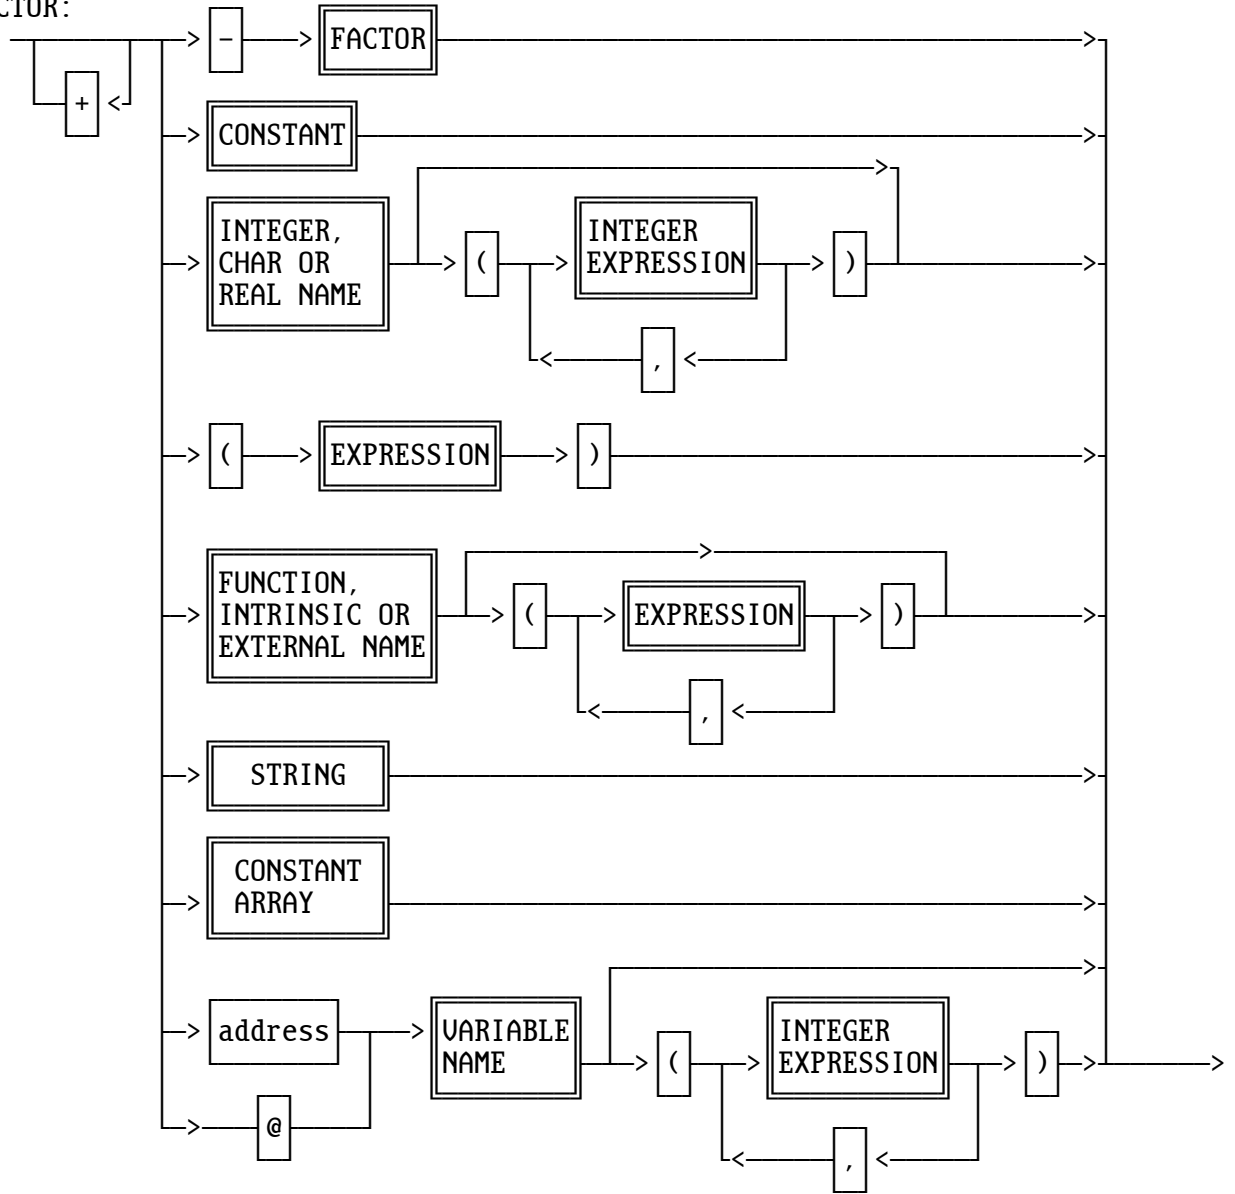 CTOR:
- FACTOR
+
CONSTANT
INTEGER,
CHAR OR
REAL NAME
(
INTEGER
EXPRESSION
)
,
( EXPRESSION )
FUNCTION,
INTRINSIC OR
EXTERNAL NAME
( EXPRESSION )
,
STRING
CONSTANT
ARRAY
address
VARIABLE
NAME
(
INTEGER
EXPRESSION
)
@
,